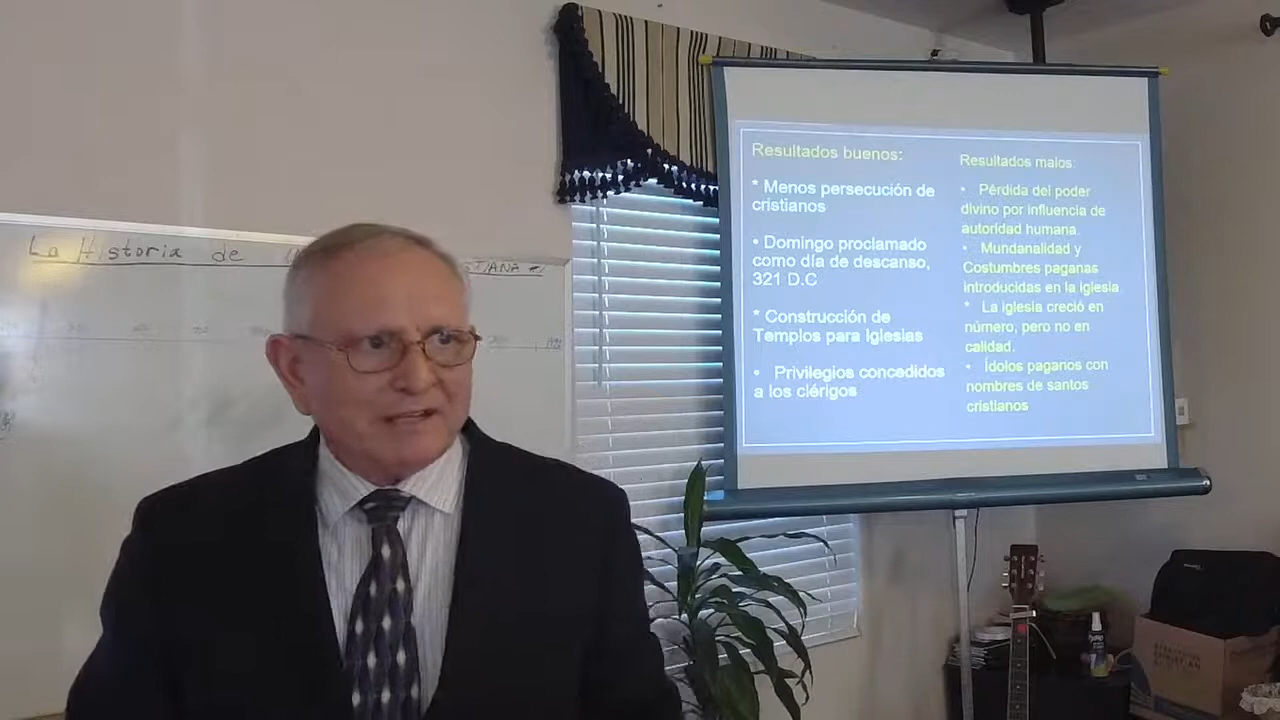 La Historia de
TIANA
Resultados buenos:
* Menos persecución de
cristianos
• Domingo proclamado
como día de descanso,
321 D.C
* Construcción de
Templos para Iglesias
• Privilegios concedidos
a los clérigos
Resultados malos:
• Pérdida del poder
divino por influencia de
autoridad humana.
• Mundanalidad y
Costumbres paganas
introducidas en la iglesia
* La iglesia creció en
número, pero no en
calidad.
• Ídolos paganos con
nombres de santos
cristianos
CHRISTIAN